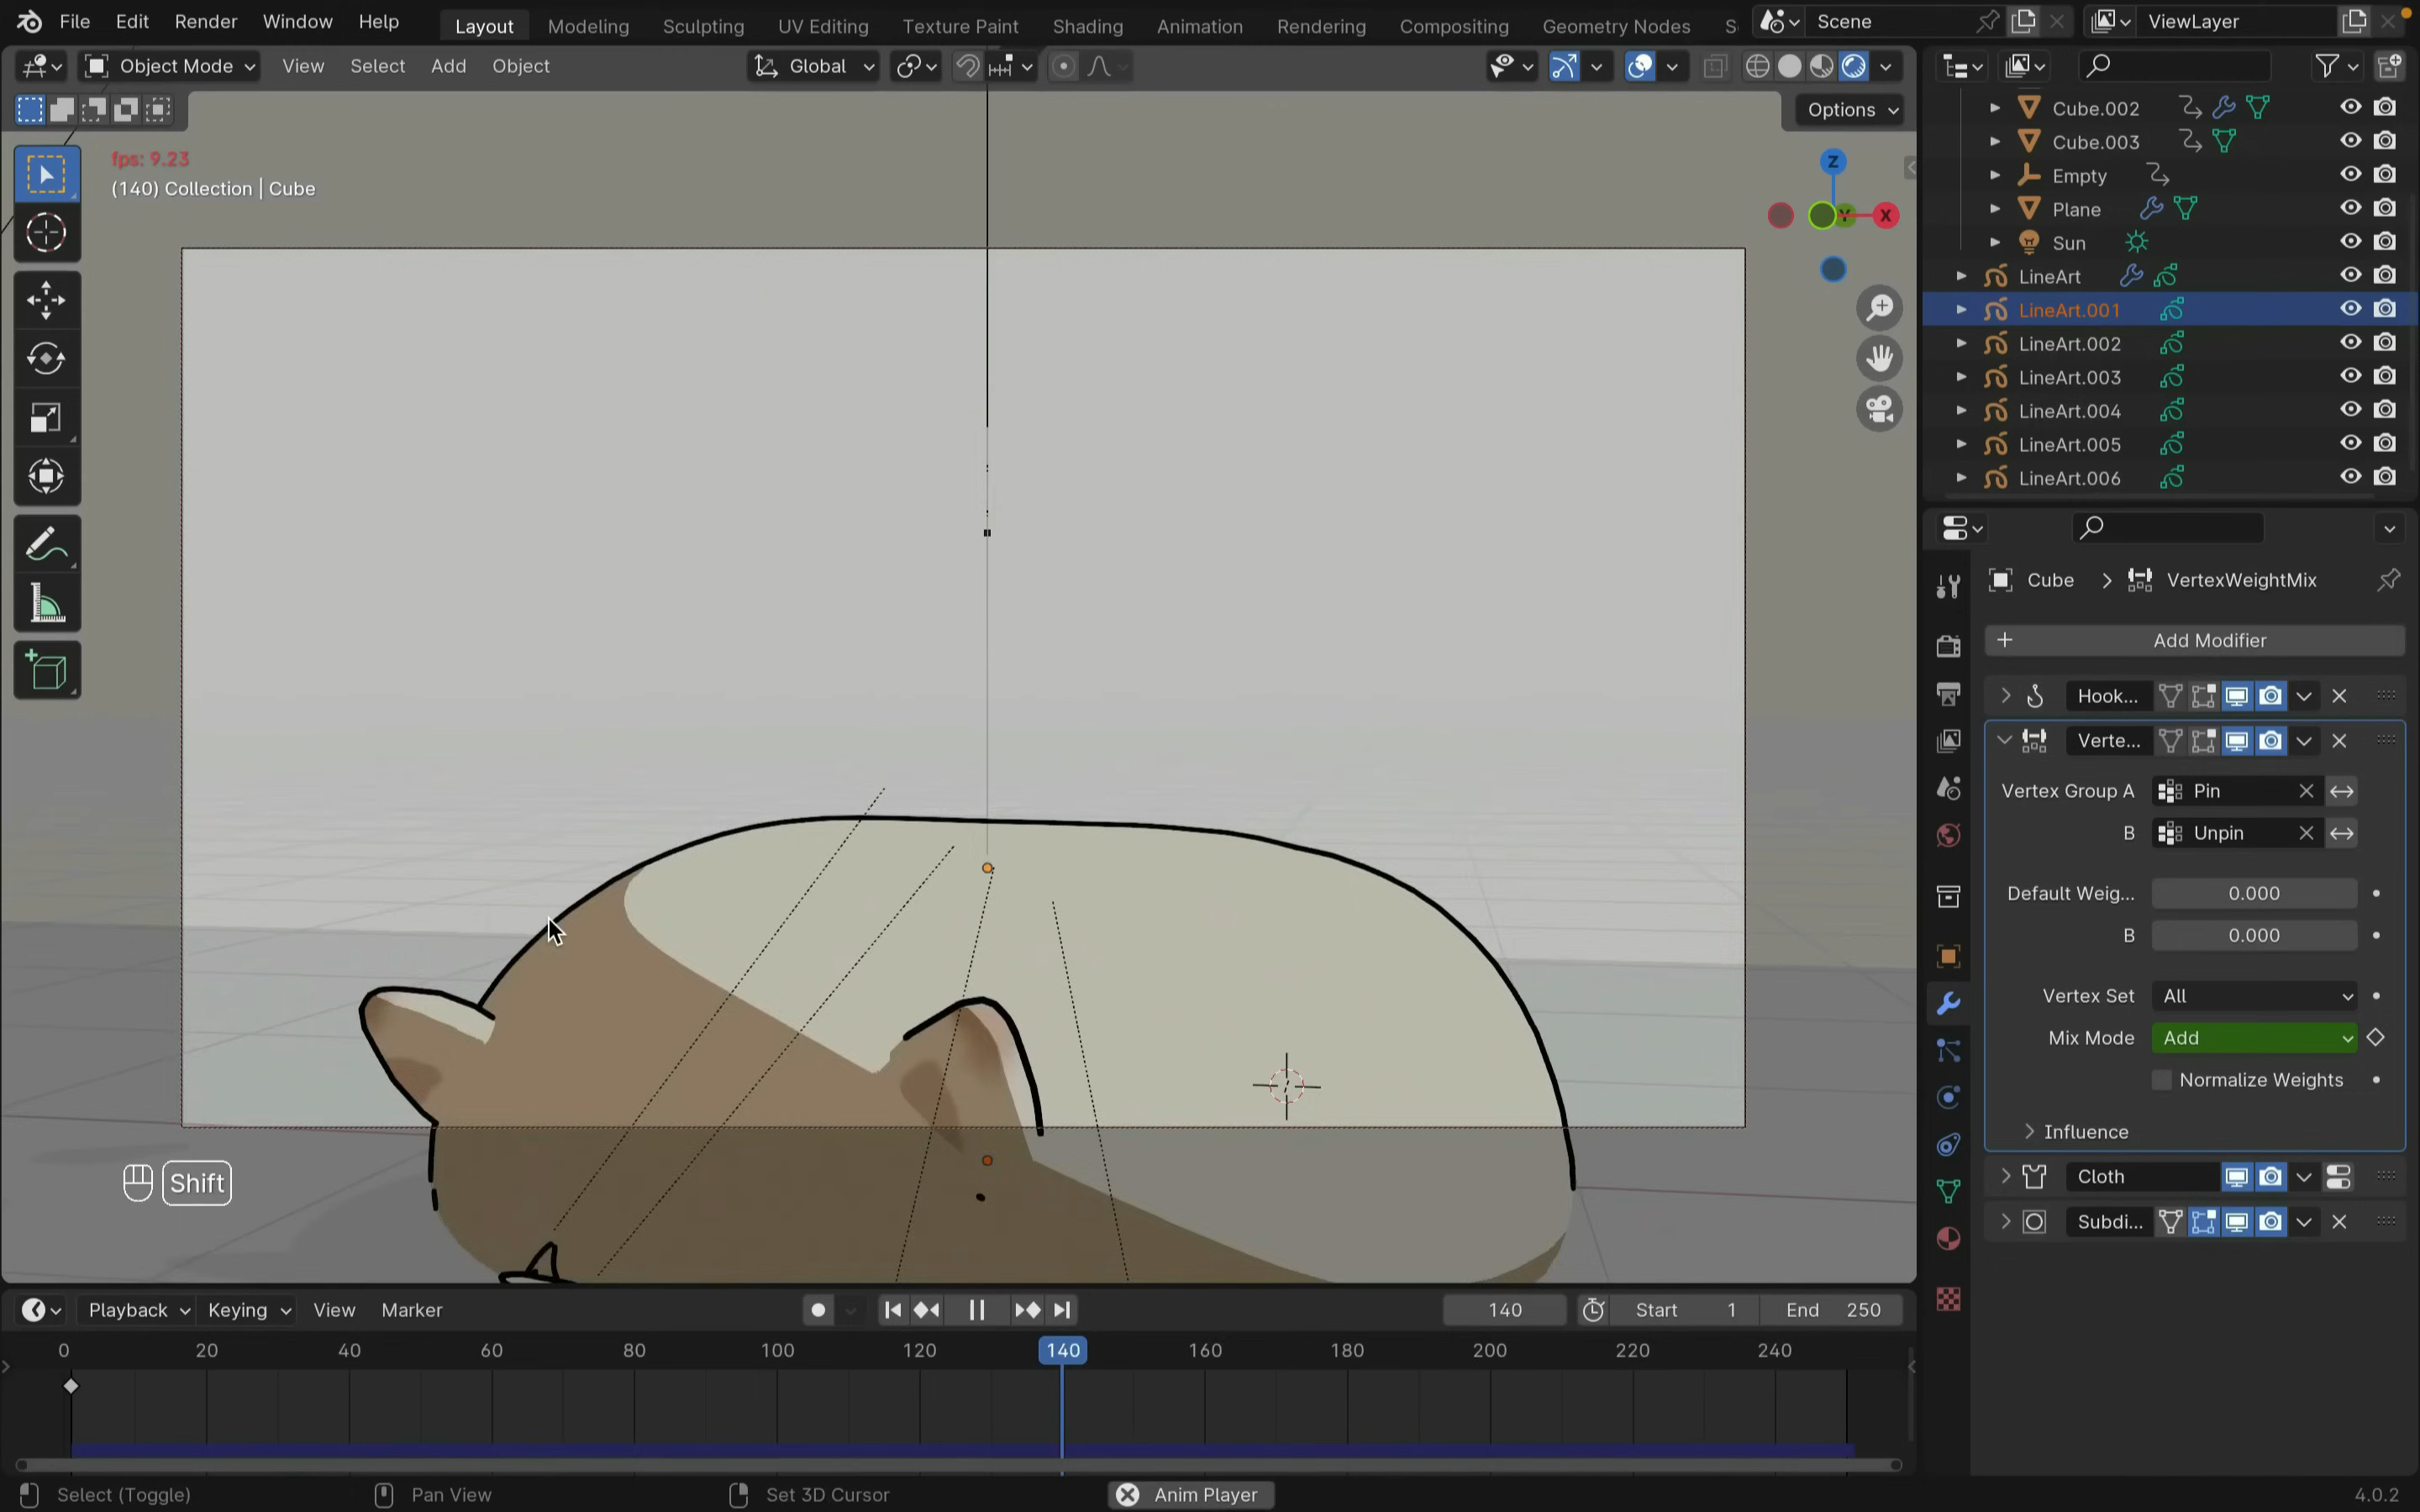 File Edit Render Window Help Layout Modeling Sculpting UV Editing Texture Paint Shading Animation Rendering Compositing Geometry Nodes S Scene ViewLayer
Object Mode View Select Add Object Global
Options
fps: 9.23
(140) Collection | Cube
Z
Y
X
Cube.002
Cube.003
Empty
Plane
Sun
LineArt
LineArt.001
LineArt.002
LineArt.003
LineArt.004
LineArt.005
LineArt.006
Cube > VertexWeightMix
+ Add Modifier
Hook...
Verte...
Vertex Group A Pin
B Unpin
Default Weig... 0.000
B 0.000
Vertex Set All
Mix Mode Add
Normalize Weights
Influence
Cloth
Subdi...
Shift
Playback Keying View Marker 140 Start 1 End 250
0 20 40 60 80 100 120 140 160 180 200 220 240
Select (Toggle) Pan View Set 3D Cursor Anim Player 4.0.2